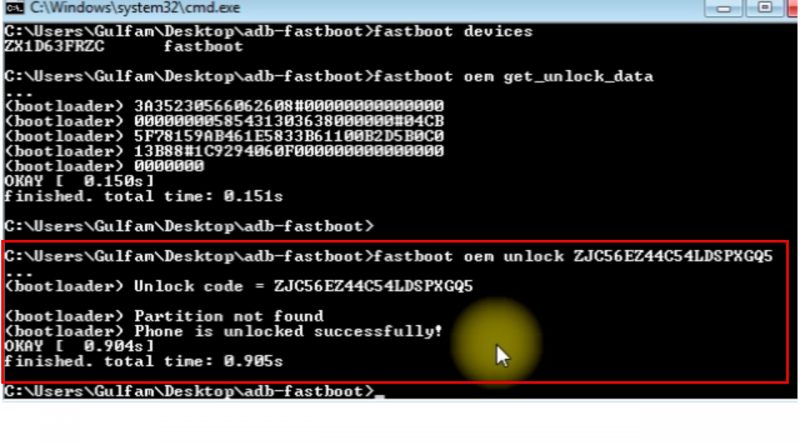 C:\Windows\system32\cmd.exe
C:\Users\Gulfam\Desktop\adb-fastboot>fastboot devices
ZX1D63FRZC fastboot
C:\Users\Gulfam\Desktop\adb-fastboot>fastboot oem get_unlock_data
...
(bootloader) 3A35230566062608#00000000000000
(bootloader) 00000000585431303638000000#04CB
(bootloader) 5F78159AB461E5833B61100B2D5B0C0
(bootloader) 13B88#1C9294060F000000000000000
(bootloader) 0000000
OKAY [ 0.150s]
finished. total time: 0.151s
C:\Users\Gulfam\Desktop\adb-fastboot>
C:\Users\Gulfam\Desktop\adb-fastboot>fastboot oem unlock ZJC56EZ44C54LDSPXGQ5
...
(bootloader) Unlock code = ZJC56EZ44C54LDSPXGQ5
(bootloader) Partition not found
(bootloader) Phone is unlocked successfully!
OKAY [ 0.904s]
finished. total time: 0.905s
C:\Users\Gulfam\Desktop\adb-fastboot>_